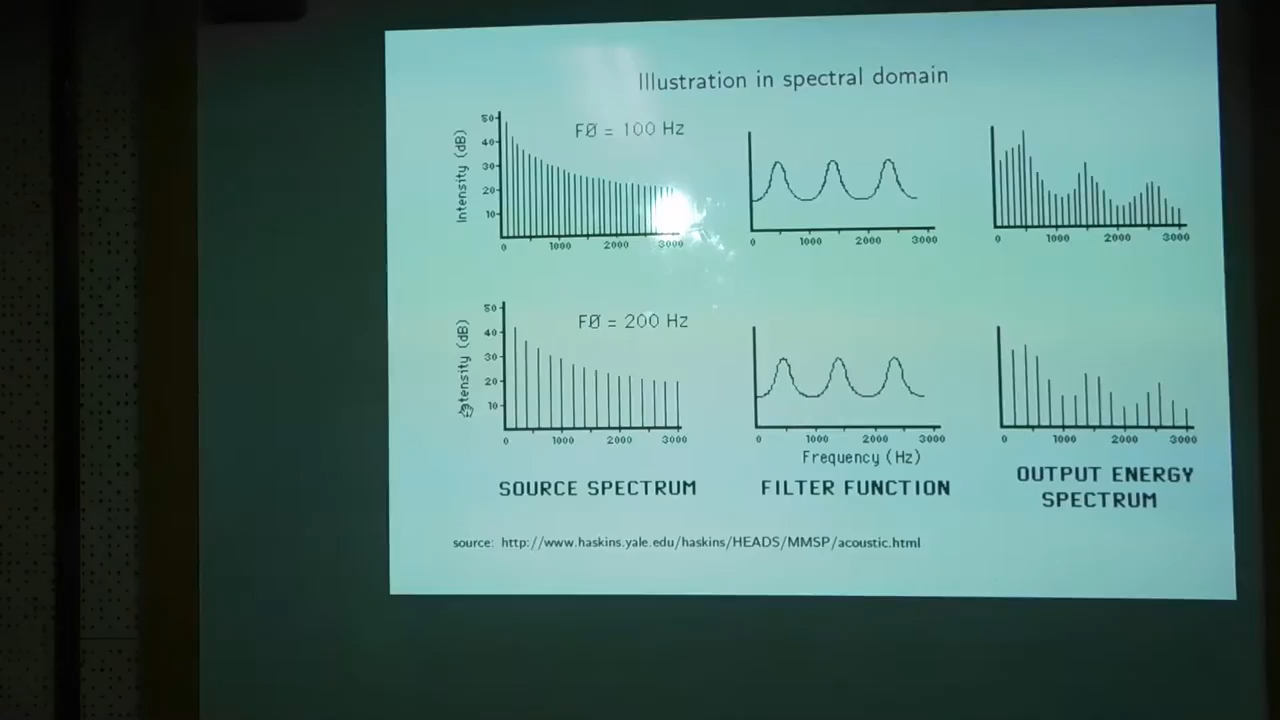 Illustration in spectral domain
Intensity (dB)
50
40
30
20
10
FØ = 100 Hz
0 1000 2000 3000
0 1000 2000 3000
0 1000 2000 3000
50
40
30
20
10
FØ = 200 Hz
0 1000 2000 3000
0 1000 2000 3000
0 1000 2000 3000
Frequency (Hz)
SOURCE SPECTRUM
FILTER FUNCTION
OUTPUT ENERGY
SPECTRUM
source: http://www.haskins.yale.edu/haskins/HEADS/MMSP/acoustic.html